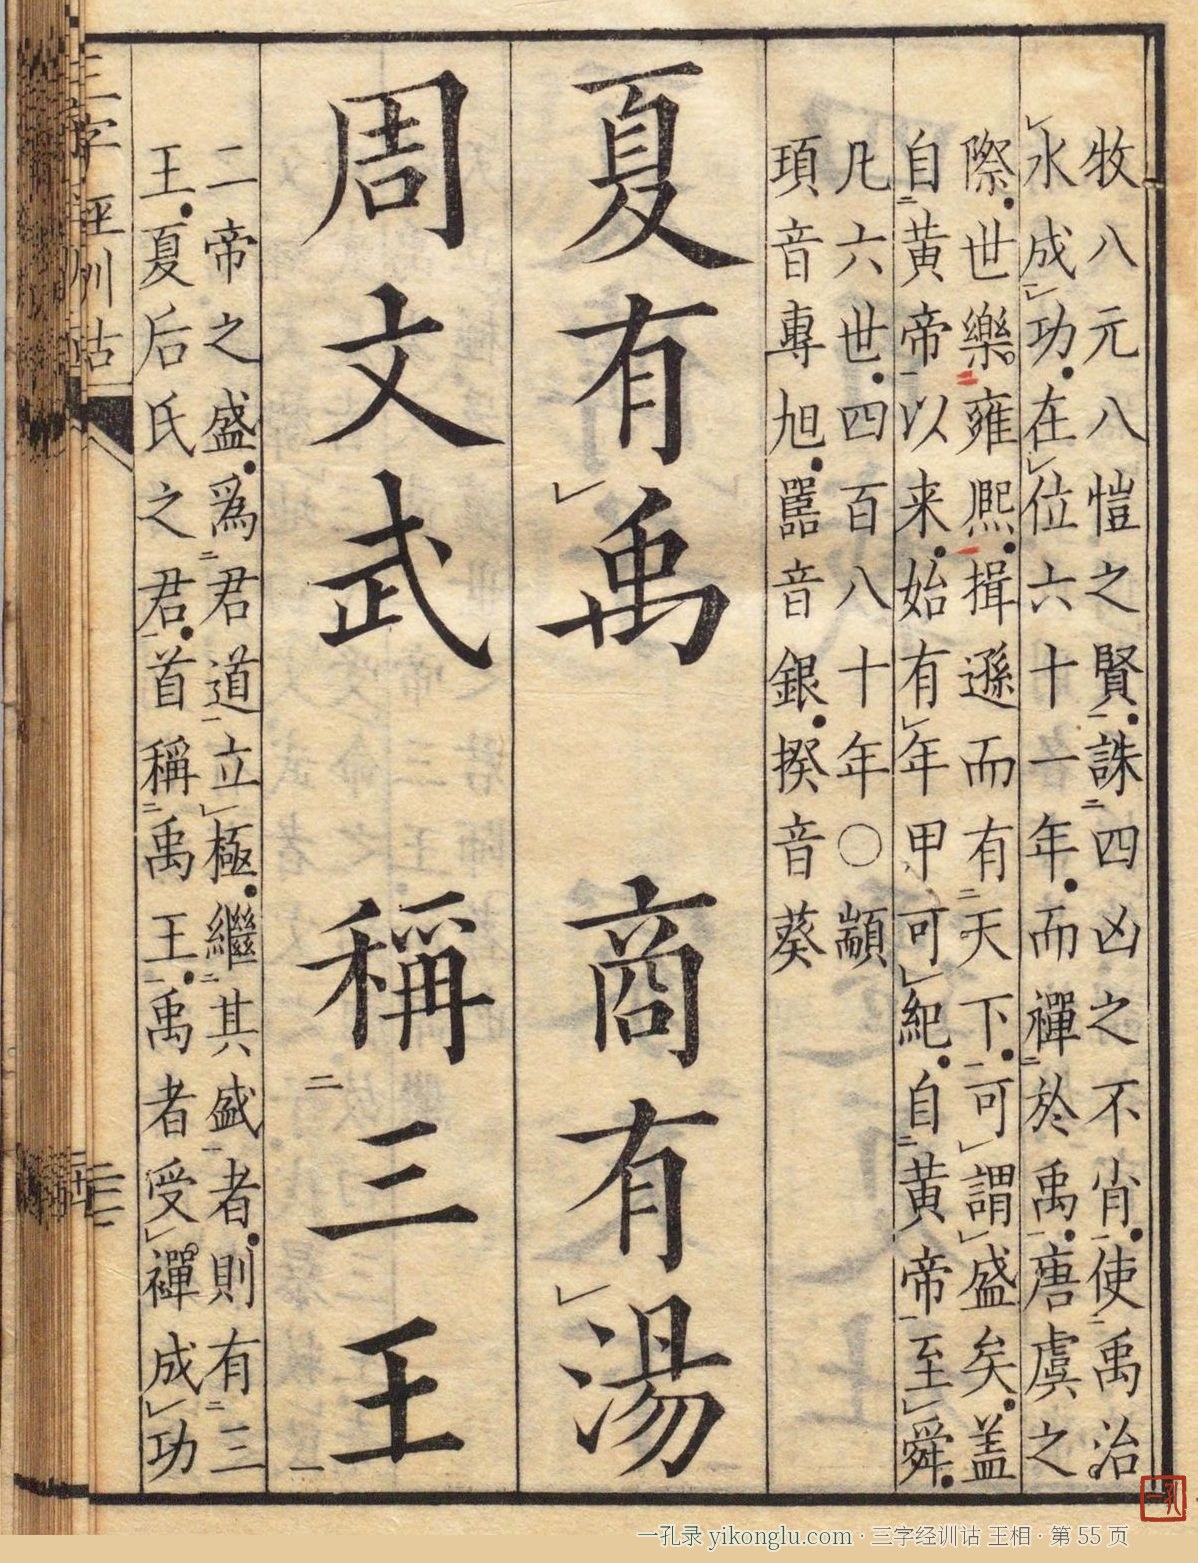 牧八元八愷之賢誅四凶之不肖使禹治
水成功在位六十一年而禪於禹唐虞之
際世樂雍熙揖遜而有天下可謂盛矣盖
自黄帝以来始有年甲可紀自黄帝至舜
凡六世四百八十年〇顓
頊音專旭嚚音銀揆音葵
夏有禹 商有湯
周文武 稱三王
二帝之盛爲君道立極繼其盛者則有三
王夏后氏之君首稱禹王禹者受禪成功
一孔录 yikonglu.com · 三字经训诂 王相 · 第 55 页
一孔